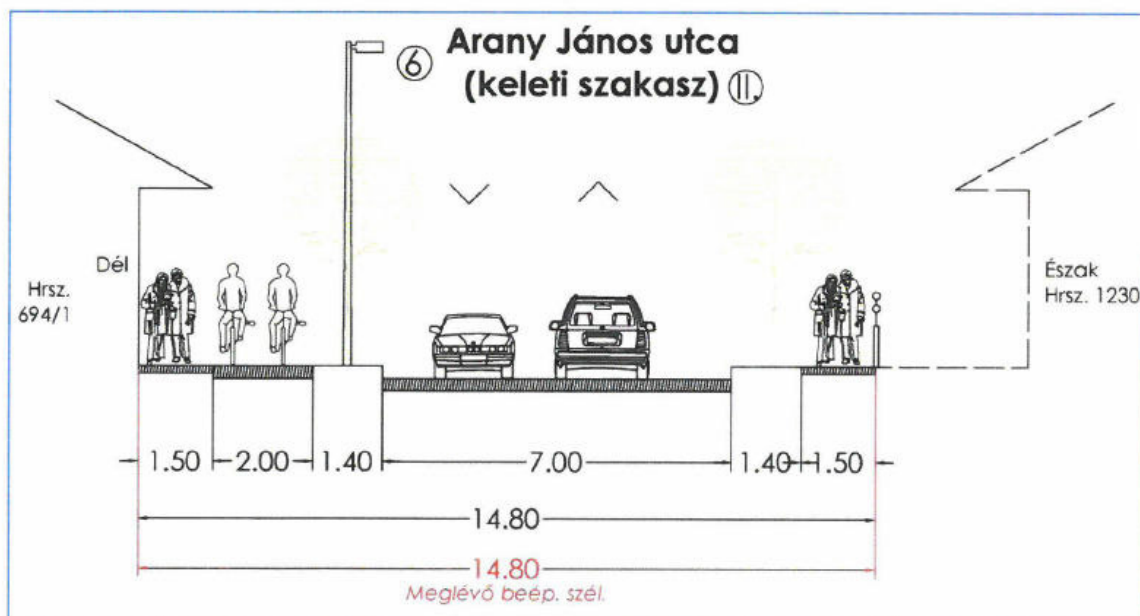 ⑥ Arany János utca
(keleti szakasz) Ⓘ Ⅱ.
Dél
Hrsz.
694/1
Észak
Hrsz. 1230
1.50 2.00 1.40 7.00 1.40 1.50
14.80
14.80
Meglévő beép. szél.